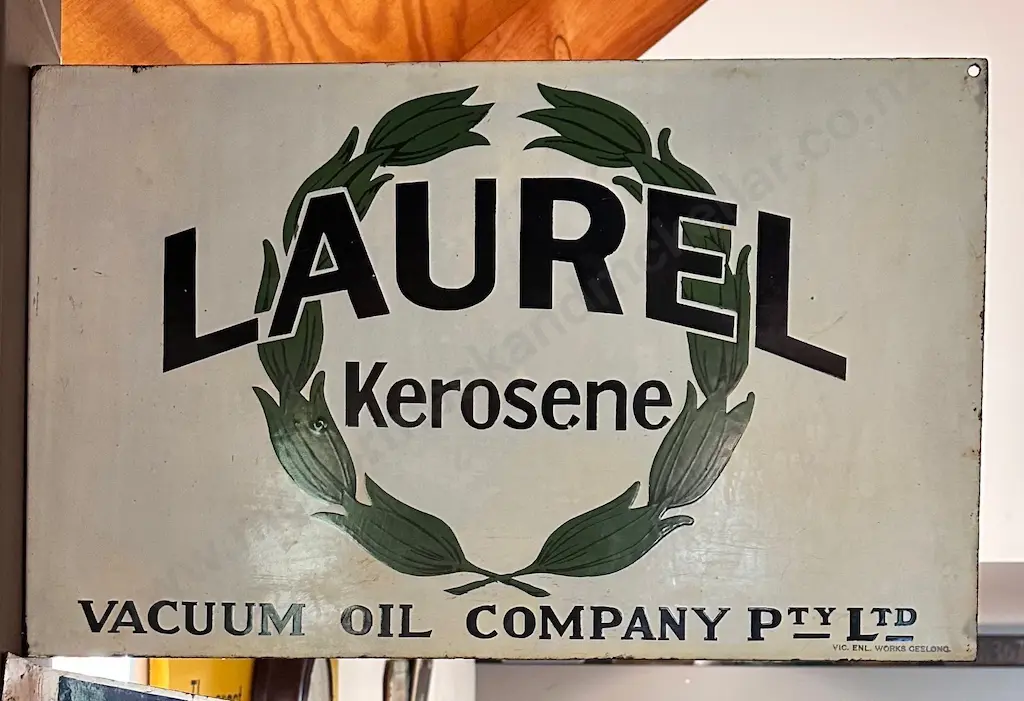 LAUREL
Kerosene
VACUUM OIL COMPANY PTY LTD
VIC. ENL. WORKS GEELONG.